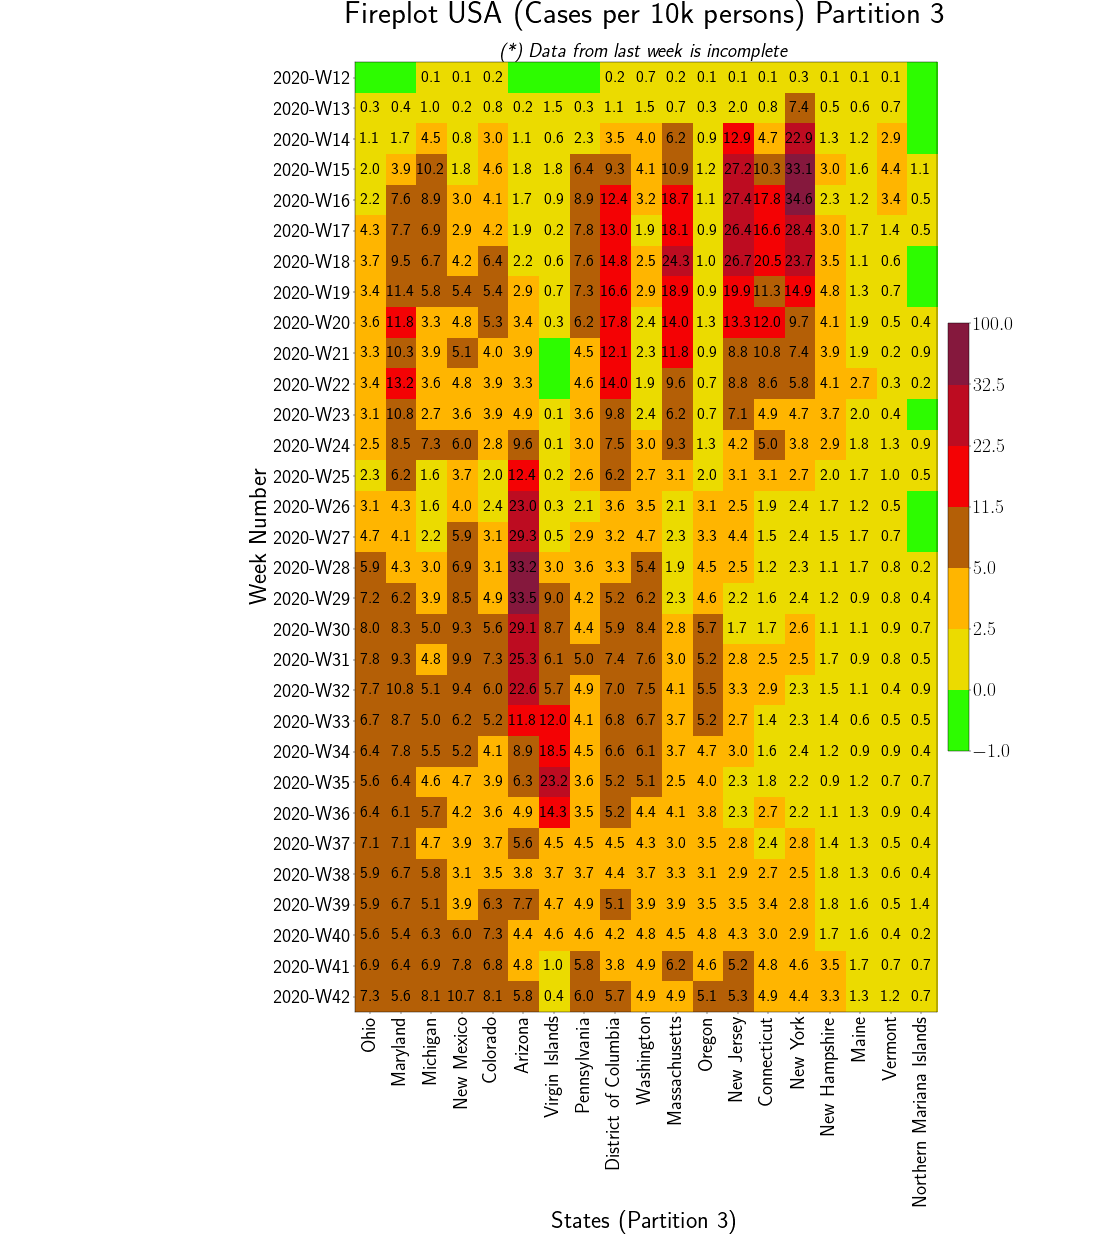 Fireplot USA (Cases per 10k persons) Partition 3
(*) Data from last week is incomplete
2020-W12 0.1 0.1 0.2 0.2 0.7 0.2 0.1 0.1 0.1 0.3 0.1 0.1 0.1
2020-W13 0.3 0.4 1.0 0.2 0.8 0.2 1.5 0.3 1.1 1.5 0.7 0.3 2.0 0.8 7.4 0.5 0.6 0.7
2020-W14 1.1 1.7 4.5 0.8 3.0 1.1 0.6 2.3 3.5 4.0 6.2 0.9 12.9 4.7 22.9 1.3 1.2 2.9
2020-W15 2.0 3.9 10.2 1.8 4.6 1.8 1.8 6.4 9.3 4.1 10.9 1.2 27.2 10.3 33.1 3.0 1.6 4.4 1.1
2020-W16 2.2 7.6 8.9 3.0 4.1 1.7 0.9 8.9 12.4 3.2 18.7 1.1 27.4 17.8 34.6 2.3 1.2 3.4 0.5
2020-W17 4.3 7.7 6.9 2.9 4.2 1.9 0.2 7.8 13.0 1.9 18.1 0.9 26.4 16.6 28.4 3.0 1.7 1.4 0.5
2020-W18 3.7 9.5 6.7 4.2 6.4 2.2 0.6 7.6 14.8 2.5 24.3 1.0 26.7 20.5 23.7 3.5 1.1 0.6
2020-W19 3.4 11.4 5.8 5.4 5.4 2.9 0.7 7.3 16.6 2.9 18.9 0.9 19.9 11.3 14.9 4.8 1.3 0.7
2020-W20 3.6 11.8 3.3 4.8 5.3 3.4 0.3 6.2 17.8 2.4 14.0 1.3 13.3 12.0 9.7 4.1 1.9 0.5 0.4
2020-W21 3.3 10.3 3.9 5.1 4.0 3.9 4.5 12.1 2.3 11.8 0.9 8.8 10.8 7.4 3.9 1.9 0.2 0.9
2020-W22 3.4 13.2 3.6 4.8 3.9 3.3 4.6 14.0 1.9 9.6 0.7 8.8 8.6 5.8 4.1 2.7 0.3 0.2
2020-W23 3.1 10.8 2.7 3.6 3.9 4.9 0.1 3.6 9.8 2.4 6.2 0.7 7.1 4.9 4.7 3.7 2.0 0.4
2020-W24 2.5 8.5 7.3 6.0 2.8 9.6 0.1 3.0 7.5 3.0 9.3 1.3 4.2 5.0 3.8 2.9 1.8 1.3 0.9
2020-W25 2.3 6.2 1.6 3.7 2.0 12.4 0.2 2.6 6.2 2.7 3.1 2.0 3.1 3.1 2.7 2.0 1.7 1.0 0.5
2020-W26 3.1 4.3 1.6 4.0 2.4 23.0 0.3 2.1 3.6 3.5 2.1 3.1 2.5 1.9 2.4 1.7 1.2 0.5
2020-W27 4.7 4.1 2.2 5.9 3.1 29.3 0.5 2.9 3.2 4.7 2.3 3.3 4.4 1.5 2.4 1.5 1.7 0.7
2020-W28 5.9 4.3 3.0 6.9 3.1 33.2 3.0 3.6 3.3 5.4 1.9 4.5 2.5 1.2 2.3 1.1 1.7 0.8 0.2
2020-W29 7.2 6.2 3.9 8.5 4.9 33.5 9.0 4.2 5.2 6.2 2.3 4.6 2.2 1.6 2.4 1.2 0.9 0.8 0.4
2020-W30 8.0 8.3 5.0 9.3 5.6 29.1 8.7 4.4 5.9 8.4 2.8 5.7 1.7 1.7 2.6 1.1 1.1 0.9 0.7
2020-W31 7.8 9.3 4.8 9.9 7.3 25.3 6.1 5.0 7.4 7.6 3.0 5.2 2.8 2.5 2.5 1.7 0.9 0.8 0.5
2020-W32 7.7 10.8 5.1 9.4 6.0 22.6 5.7 4.9 7.0 7.5 4.1 5.5 3.3 2.9 2.3 1.5 1.1 0.4 0.9
2020-W33 6.7 8.7 5.0 6.2 5.2 11.8 12.0 4.1 6.8 6.7 3.7 5.2 2.7 1.4 2.3 1.4 0.6 0.5 0.5
2020-W34 6.4 7.8 5.5 5.2 4.1 8.9 18.5 4.5 6.6 6.1 3.7 4.7 3.0 1.6 2.4 1.2 0.9 0.9 0.4
2020-W35 5.6 6.4 4.6 4.7 3.9 6.3 23.2 3.6 5.2 5.1 2.5 4.0 2.3 1.8 2.2 0.9 1.2 0.7 0.7
2020-W36 6.4 6.1 5.7 4.2 3.6 4.9 14.3 3.5 5.2 4.4 4.1 3.8 2.3 2.7 2.2 1.1 1.3 0.9 0.4
2020-W37 7.1 7.1 4.7 3.9 3.7 5.6 4.5 4.5 4.5 4.3 3.0 3.5 2.8 2.4 2.8 1.4 1.3 0.5 0.4
2020-W38 5.9 6.7 5.8 3.1 3.5 3.8 3.7 3.7 4.4 3.7 3.3 3.1 2.9 2.7 2.5 1.8 1.3 0.6 0.4
2020-W39 5.9 6.7 5.1 3.9 6.3 7.7 4.7 4.9 5.1 3.9 3.9 3.5 3.5 3.4 2.8 1.8 1.6 0.5 1.4
2020-W40 5.6 5.4 6.3 6.0 7.3 4.4 4.6 4.6 4.2 4.8 4.5 4.8 4.3 3.0 2.9 1.7 1.6 0.4 0.2
2020-W41 6.9 6.4 6.9 7.8 6.8 4.8 1.0 5.8 3.8 4.9 6.2 4.6 5.2 4.8 4.6 3.5 1.7 0.7 0.7
2020-W42 7.3 5.6 8.1 10.7 8.1 5.8 0.4 6.0 5.7 4.9 4.9 5.1 5.3 4.9 4.4 3.3 1.3 1.2 0.7
Week Number
Ohio
Maryland
Michigan
New Mexico
Colorado
Arizona
Virgin Islands
Pennsylvania
District of Columbia
Washington
Massachusetts
Oregon
New Jersey
Connecticut
New York
New Hampshire
Maine
Vermont
Northern Mariana Islands
States (Partition 3)
100.0
32.5
22.5
11.5
5.0
2.5
0.0
−1.0